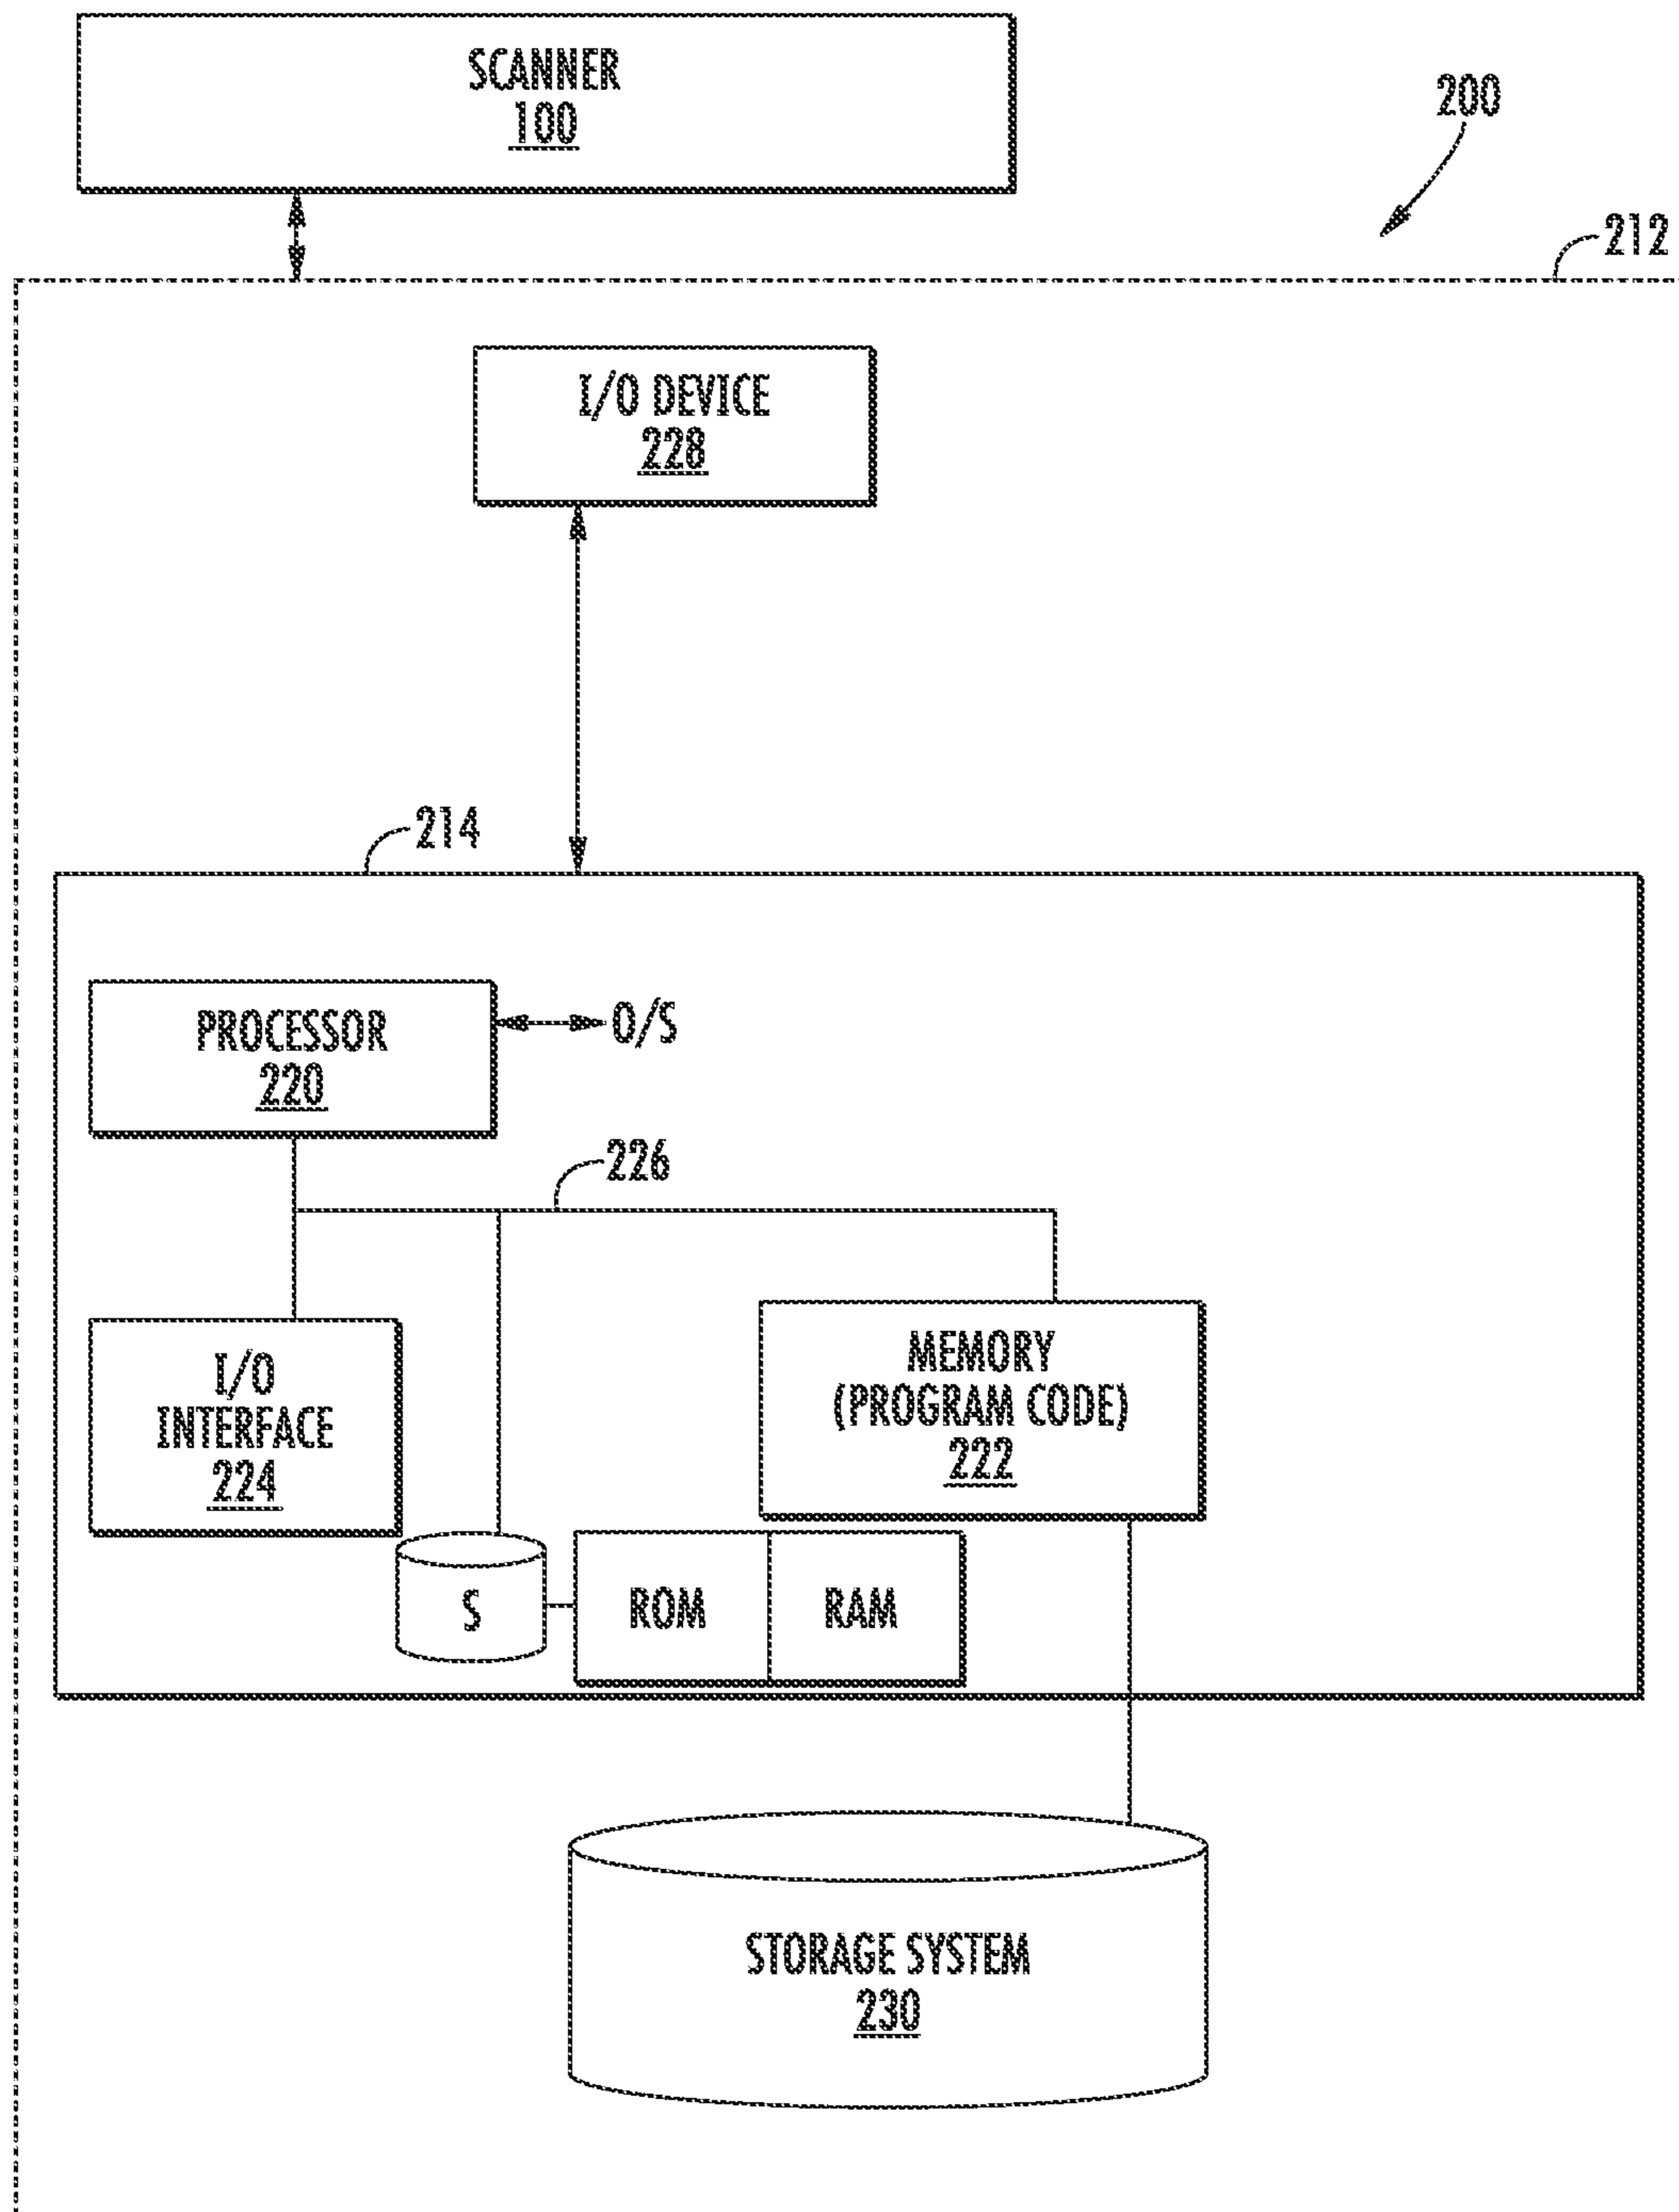 SCANNER
100
200
212
I/O DEVICE
228
214
PROCESSOR
220
O/S
226
I/O
INTERFACE
224
MEMORY
(PROGRAM CODE)
222
S
ROM
RAM
STORAGE SYSTEM
230